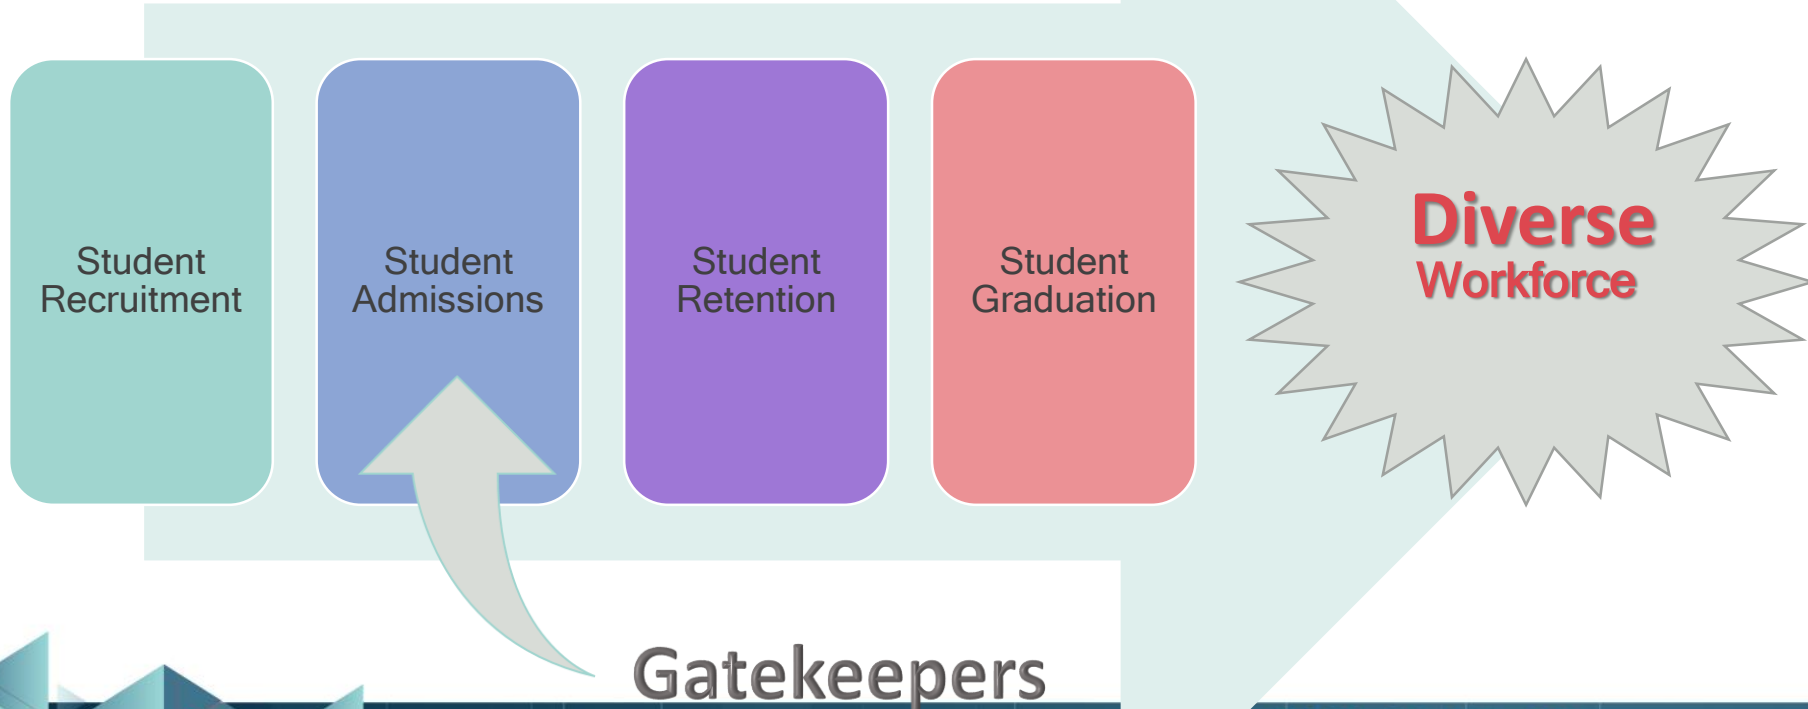 Student
Recruitment
Student
Admissions
Student
Retention
Student
Graduation
Diverse
Workforce
Gatekeepers